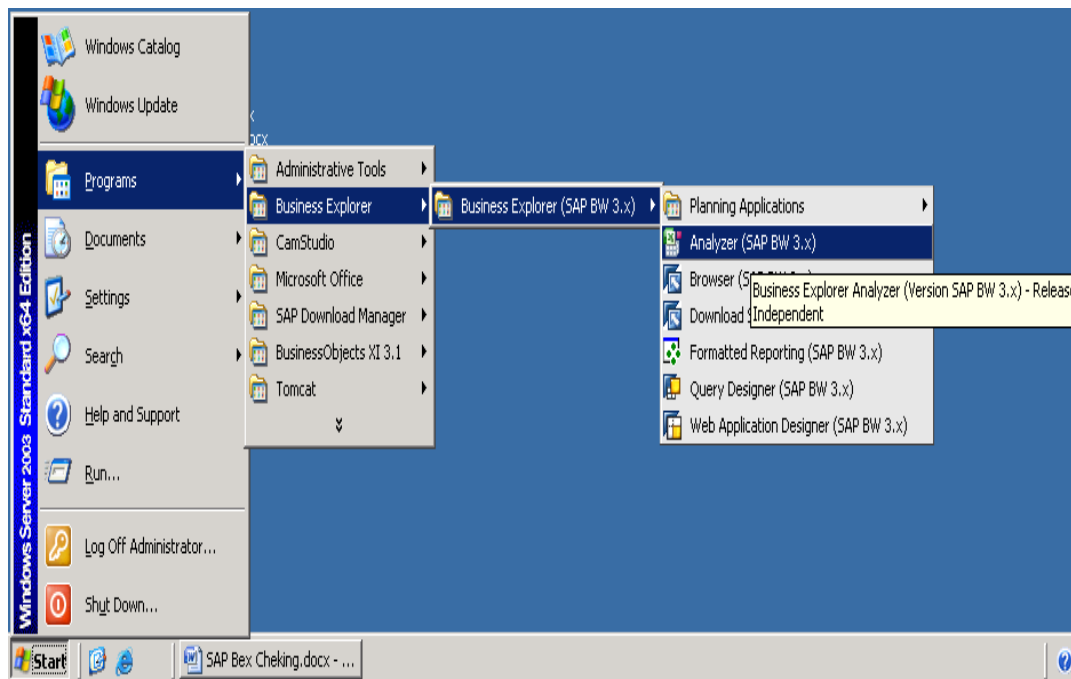 Windows Catalog
Windows Update
Programs
Documents
Settings
Search
Help and Support
Run...
Log Off Administrator...
Shut Down...
Windows Server 2003 Standard x64 Edition
Administrative Tools
Business Explorer
CamStudio
Microsoft Office
SAP Download Manager
BusinessObjects XI 3.1
Tomcat
Business Explorer (SAP BW 3.x)
Planning Applications
Analyzer (SAP BW 3.x)
Browser
Business Explorer Analyzer (Version SAP BW 3.x) - Release
Independent
Download
Formatted Reporting (SAP BW 3.x)
Query Designer (SAP BW 3.x)
Web Application Designer (SAP BW 3.x)
Start
SAP Bex Cheking.docx - ...